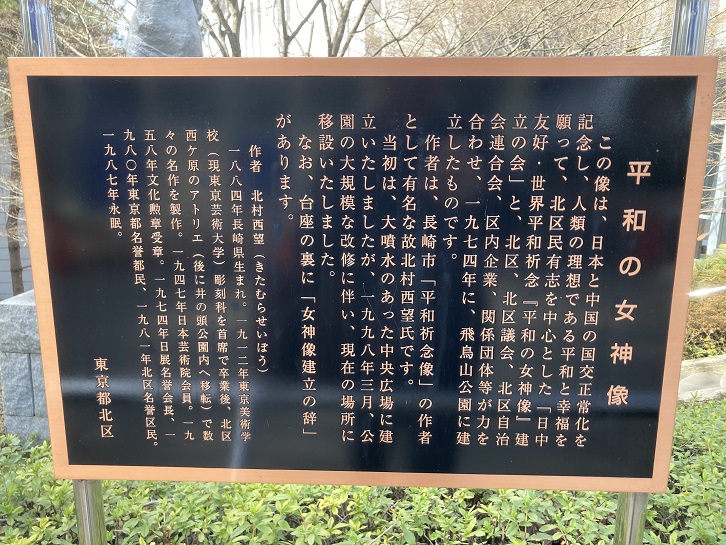 平和の女神像
この像は、日本と中国の国交正常化を
記念し、人類の理想である平和と幸福を
願って、北区民有志を中心とした「日中
友好・世界平和祈念『平和の女神像』建
立の会」と、北区、北区議会、北区自治
会連合会、区内企業、関係団体等が力を
合わせ、一九七四年に、飛鳥山公園に建
立したものです。
作者は、長崎市「平和祈念像」の作者
として有名な故北村西望氏です。
当初は、大噴水のあった中央広場に建
立いたしましたが、一九九八年三月、公
園の大規模な改修に伴い、現在の場所に
移設いたしました。
なお、台座の裏に「女神像建立の辞」
があります。
作者 北村西望（きたむらせいぼう）
一八八四年長崎県生まれ。一九一二年東京美術学
校（現東京芸術大学）彫刻科を首席で卒業後、北区
西ケ原のアトリエ（後に井の頭公園内へ移転）で数
々の名作を製作。一九四七年日本芸術院会員。一九
五八年文化勲章受章。一九七四年日展名誉会長、一
九八〇年東京都名誉都民、一九八一年北区名誉区民。
一九八七年永眠。
東京都北区